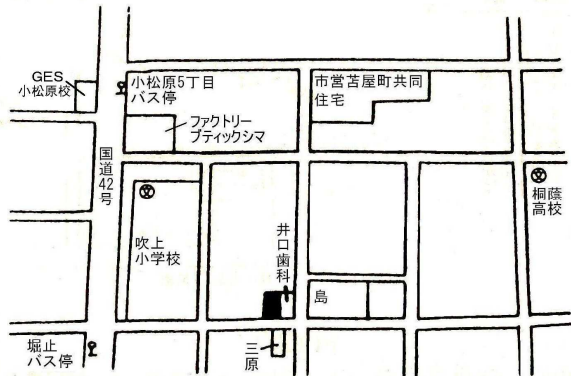 GES
小松原校
小松原5丁目
バス停
市営苫屋町共同
住宅
ファクトリー
ブティックシマ
国道42号
吹上
小学校
井口歯科
桐蔭
高校
島
堀止
バス停
三原